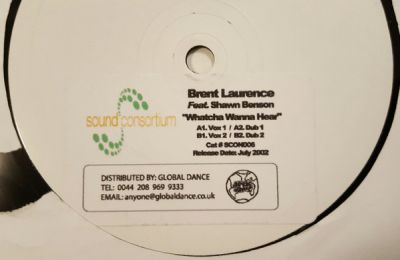 sound consortium
Brent Laurence
Feat. Shawn Benson
"Whatcha Wanna Hear"
A1. Vox 1 / A2. Dub 1
B1. Vox 2 / B2. Dub 2
Cat # SCON006
Release Date: July 2002
DISTRIBUTED BY: GLOBAL DANCE
TEL: 0044 208 969 9333
EMAIL: anyone@globaldance.co.uk